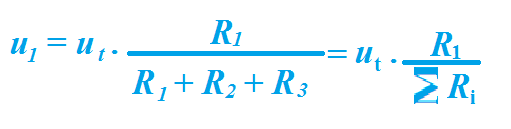 u₁ = uₜ · R₁ / (R₁ + R₂ + R₃) = uₜ · R₁ / ∑ Rᵢ